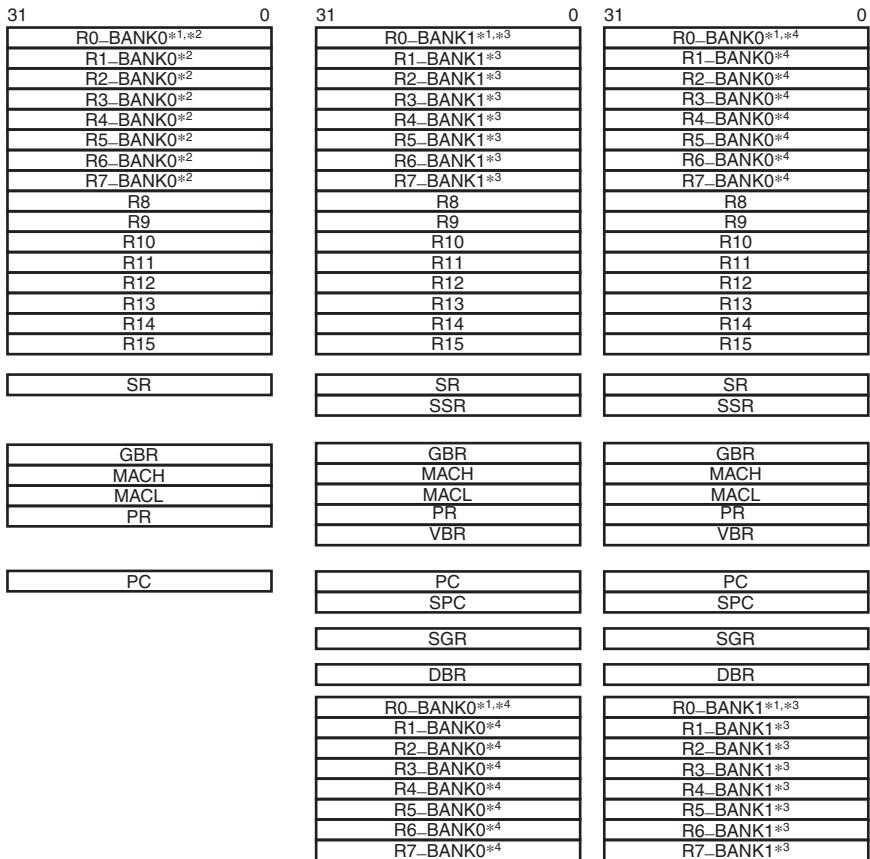 31 0
R0_BANK0*1,*2
R1_BANK0*2
R2_BANK0*2
R3_BANK0*2
R4_BANK0*2
R5_BANK0*2
R6_BANK0*2
R7_BANK0*2
R8
R9
R10
R11
R12
R13
R14
R15
SR
GBR
MACH
MACL
PR
PC
31 0
R0_BANK1*1,*3
R1_BANK1*3
R2_BANK1*3
R3_BANK1*3
R4_BANK1*3
R5_BANK1*3
R6_BANK1*3
R7_BANK1*3
R8
R9
R10
R11
R12
R13
R14
R15
SR
SSR
GBR
MACH
MACL
PR
VBR
PC
SPC
SGR
DBR
R0_BANK0*1,*4
R1_BANK0*4
R2_BANK0*4
R3_BANK0*4
R4_BANK0*4
R5_BANK0*4
R6_BANK0*4
R7_BANK0*4
31 0
R0_BANK0*1,*4
R1_BANK0*4
R2_BANK0*4
R3_BANK0*4
R4_BANK0*4
R5_BANK0*4
R6_BANK0*4
R7_BANK0*4
R8
R9
R10
R11
R12
R13
R14
R15
SR
SSR
GBR
MACH
MACL
PR
VBR
PC
SPC
SGR
DBR
R0_BANK1*1,*3
R1_BANK1*3
R2_BANK1*3
R3_BANK1*3
R4_BANK1*3
R5_BANK1*3
R6_BANK1*3
R7_BANK1*3